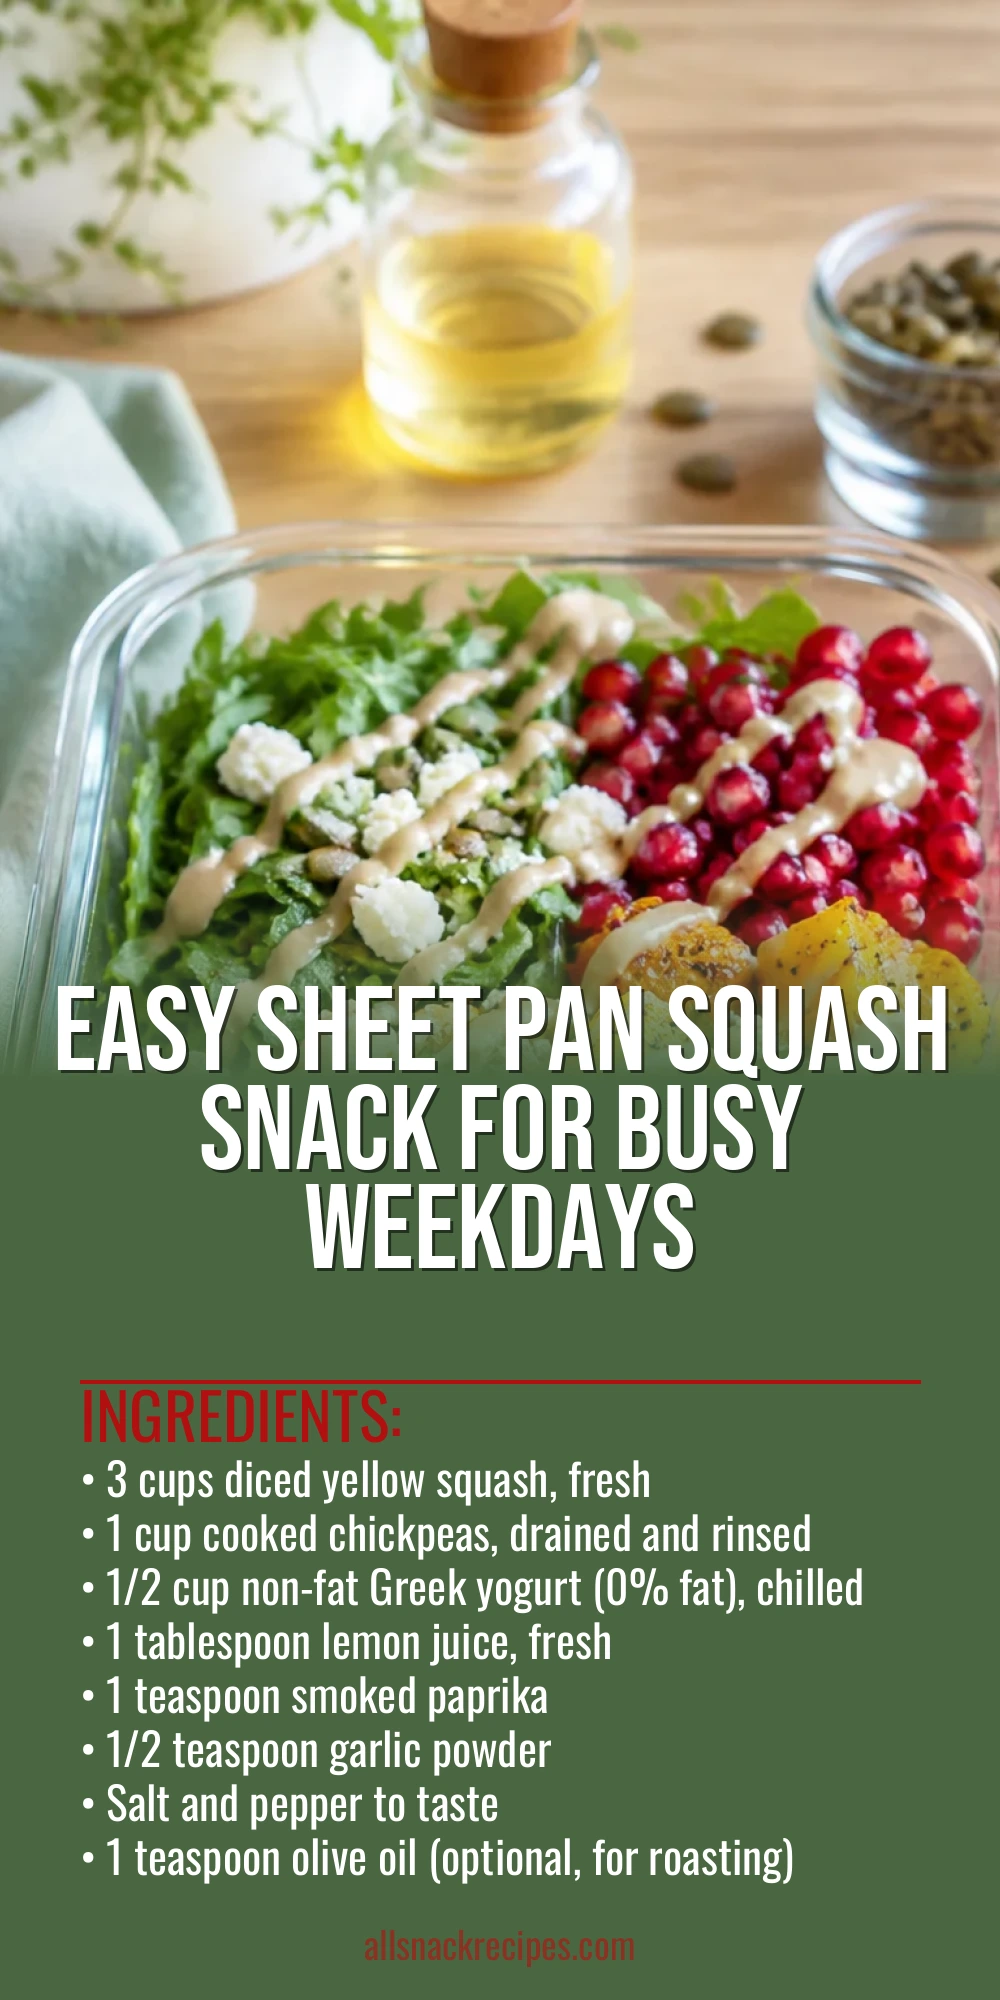 EASY SHEET PAN SQUASH
SNACK FOR BUSY
WEEKDAYS
INGREDIENTS:
• 3 cups diced yellow squash, fresh
• 1 cup cooked chickpeas, drained and rinsed
• 1/2 cup non-fat Greek yogurt (0% fat), chilled
• 1 tablespoon lemon juice, fresh
• 1 teaspoon smoked paprika
• 1/2 teaspoon garlic powder
• Salt and pepper to taste
• 1 teaspoon olive oil (optional, for roasting)
allsnackrecipes.com